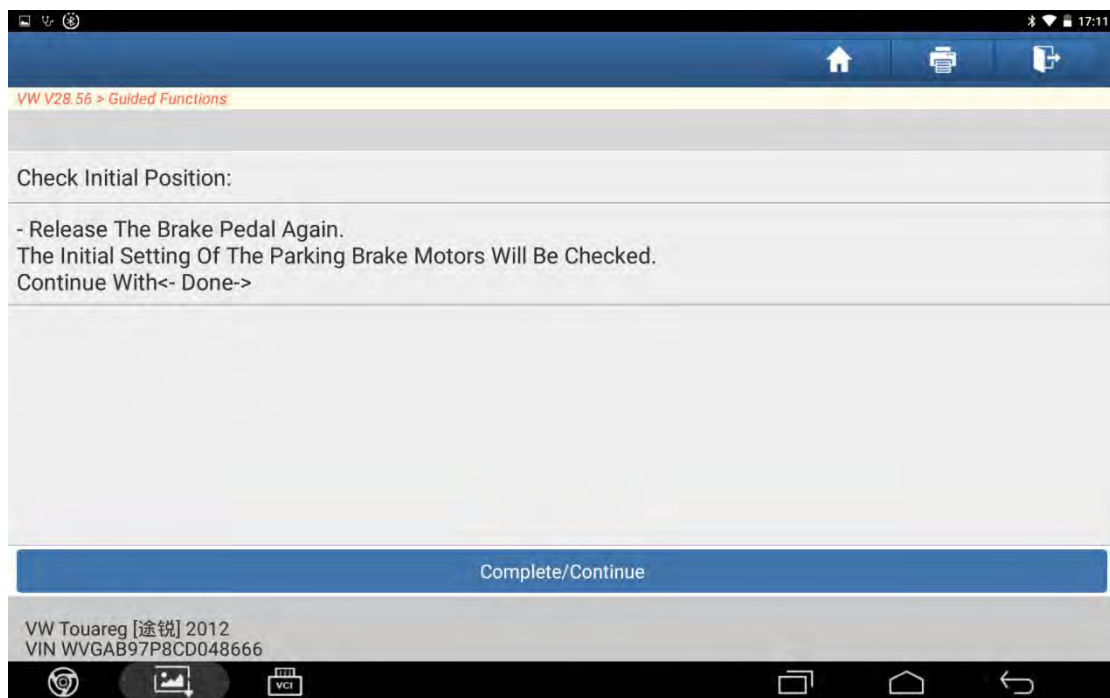 17:11
VW V28.56 > Guided Functions
Check Initial Position:
- Release The Brake Pedal Again.
The Initial Setting Of The Parking Brake Motors Will Be Checked.
Continue With<- Done->
Complete/Continue
VW Touareg [途锐] 2012
VIN WVGAB97P8CD048666
VCI